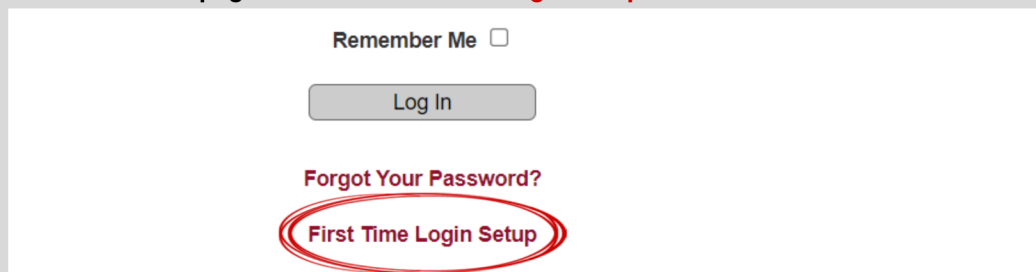 Remember Me
Log In
Forgot Your Password?
First Time Login Setup